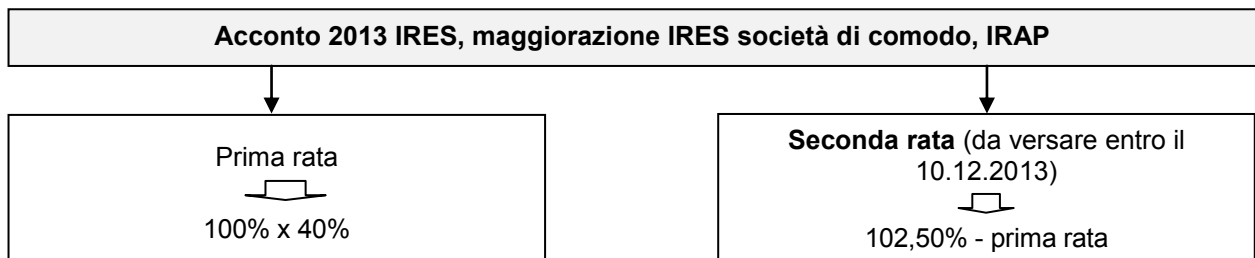 Acconto 2013 IRES, maggiorazione IRES società di comodo, IRAP
Prima rata
100% x 40%
Seconda rata (da versare entro il
10.12.2013)
102,50% - prima rata